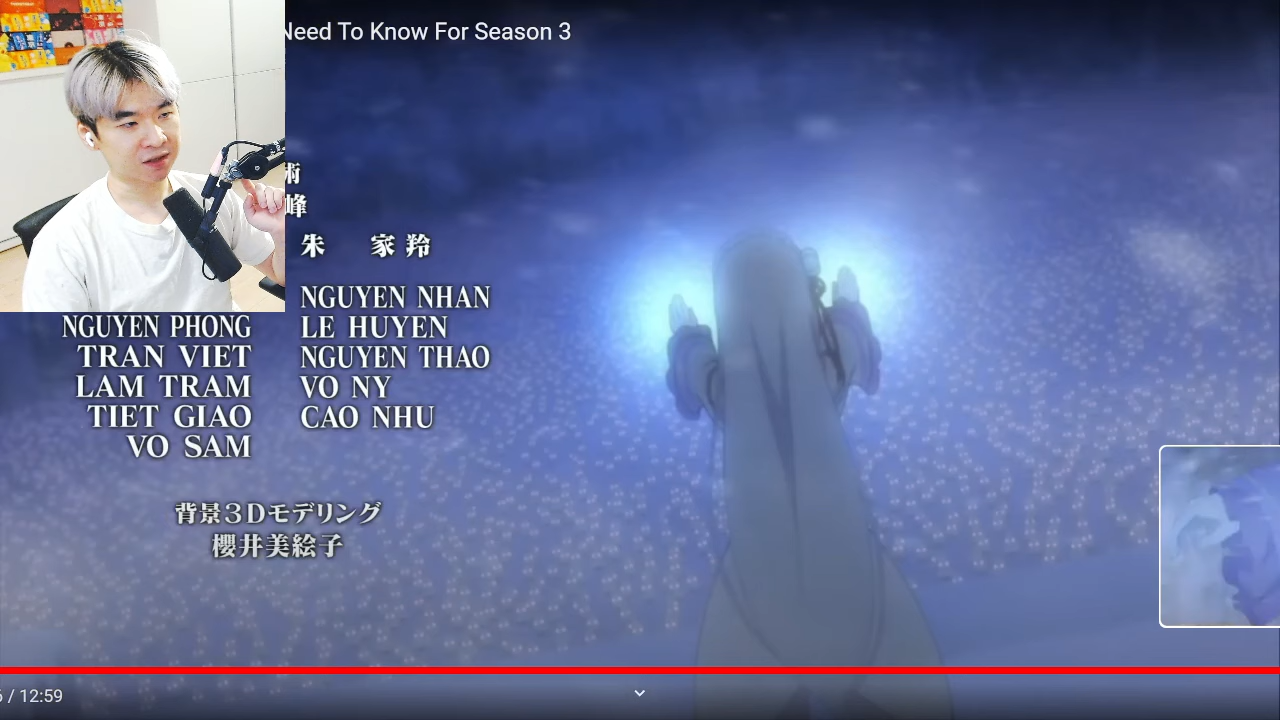 Need To Know For Season 3
術
峰
朱 家羚
NGUYEN NHAN
NGUYEN PHONG LE HUYEN
TRAN VIET NGUYEN THAO
LAM TRAM VO NY
TIET GIAO CAO NHU
VO SAM
背景3Dモデリング
櫻井美絵子
/ 12:59